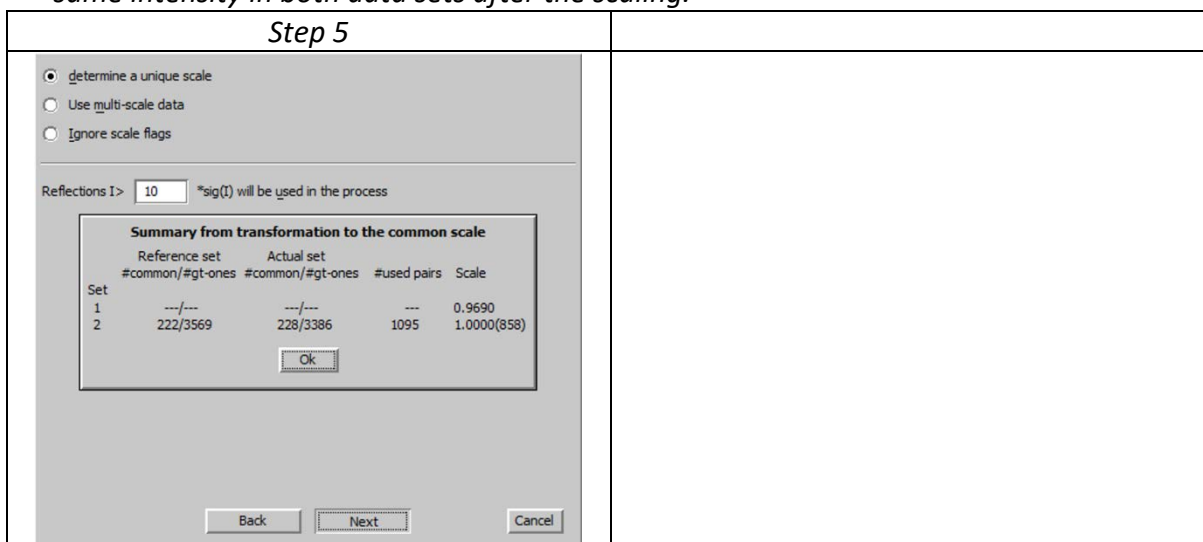 same intensity in both data sets after the scaling.
Step 5
determine a unique scale
Use multi-scale data
Ignore scale flags
Reflections I> 10 *sig(I) will be used in the process
Summary from transformation to the common scale
Reference set Actual set
#common/#gt-ones #common/#gt-ones #used pairs Scale
Set
1 ---/--- ---/--- --- 0.9690
2 222/3569 228/3386 1095 1.0000(858)
Ok
Back Next Cancel